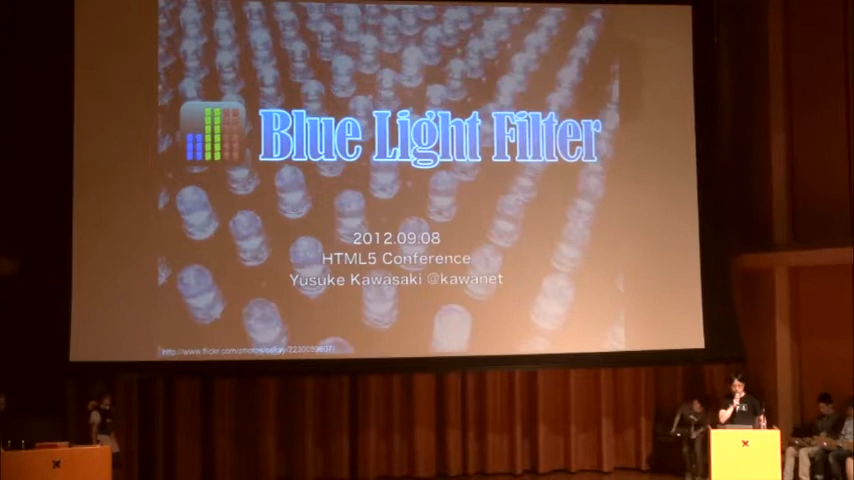 Blue Light Filter
2012.09.08
HTML5 Conference
Yusuke Kawasaki @kawanet